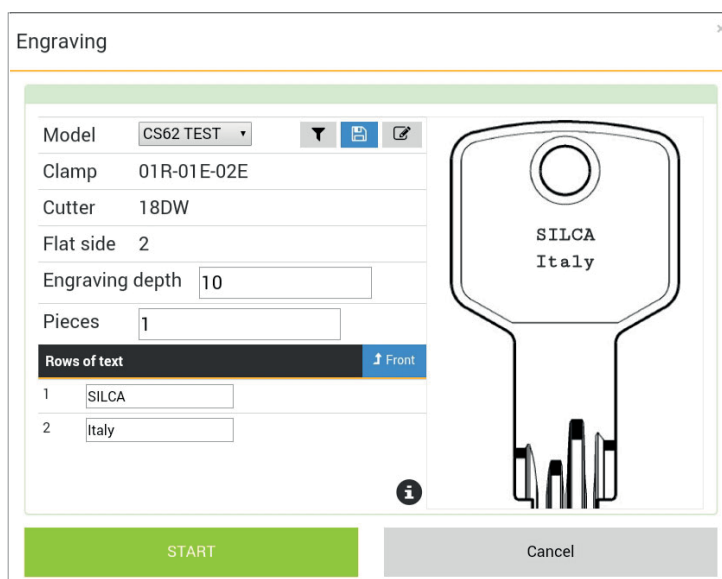 Engraving
Model CS62 TEST
Clamp 01R-01E-02E
Cutter 18DW
Flat side 2
Engraving depth 10
Pieces 1
Rows of text Front
1 SILCA
2 Italy
SILCA
Italy
START Cancel